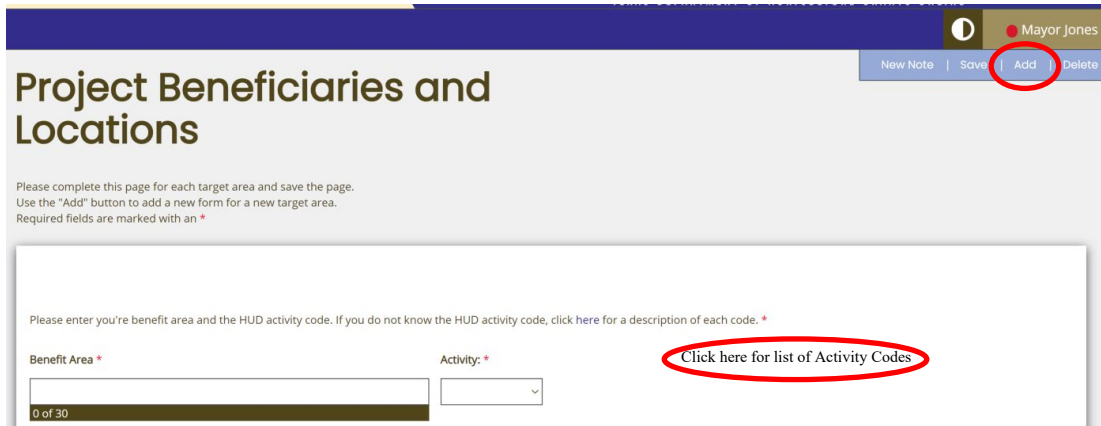 Mayor Jones
New Note | Save | Add | Delete
Project Beneficiaries and
Locations
Please complete this page for each target area and save the page.
Use the "Add" button to add a new form for a new target area.
Required fields are marked with an *
Please enter you're benefit area and the HUD activity code. If you do not know the HUD activity code, click here for a description of each code. *
Benefit Area *
Activity: *
Click here for list of Activity Codes
0 of 30